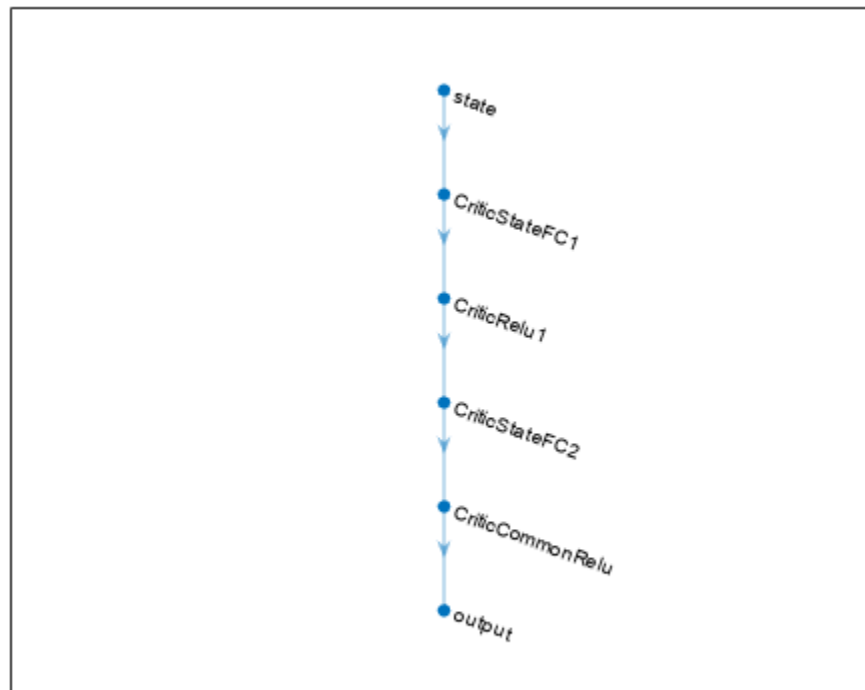 state
CriticStateFC1
CriticRelu1
CriticStateFC2
CriticCommonRelu
output